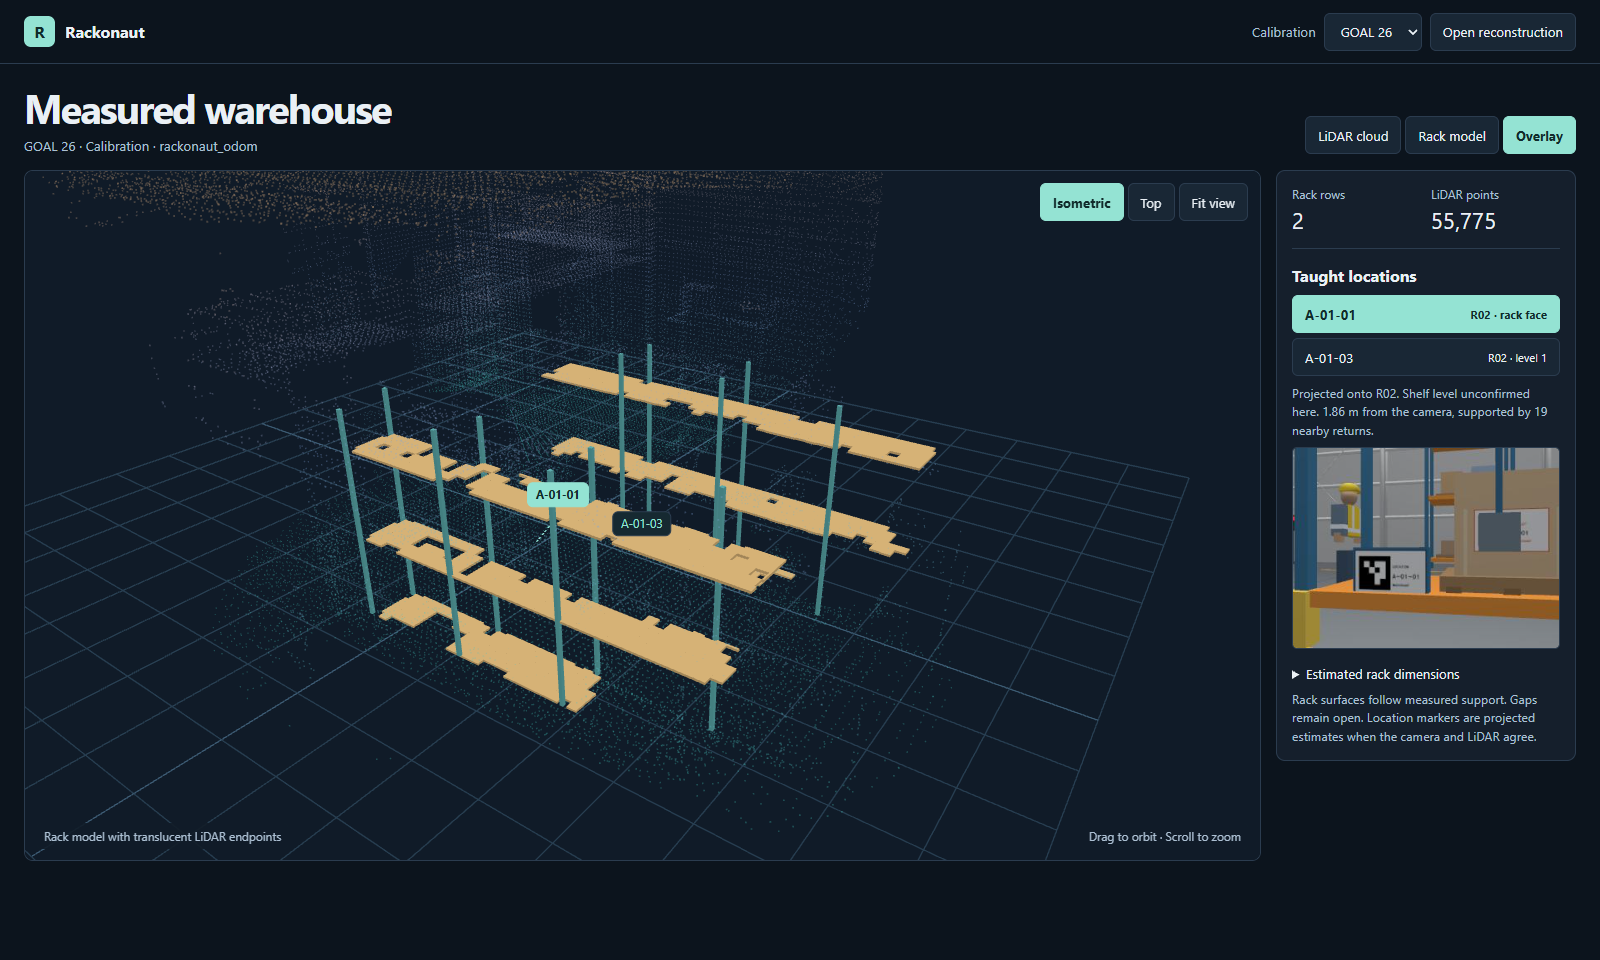 R Rackonaut
Calibration GOAL 26 Open reconstruction
Measured warehouse
GOAL 26 · Calibration · rackonaut_odom
LiDAR cloud Rack model Overlay
Isometric Top Fit view
A-01-01
A-01-03
Rack model with translucent LiDAR endpoints
Drag to orbit · Scroll to zoom
Rack rows LiDAR points
2 55,775
Taught locations
A-01-01 R02 · rack face
A-01-03 R02 · level 1
Projected onto R02. Shelf level unconfirmed
here. 1.86 m from the camera, supported by 19
nearby returns.
A-01-01
Estimated rack dimensions
Rack surfaces follow measured support. Gaps
remain open. Location markers are projected
estimates when the camera and LiDAR agree.